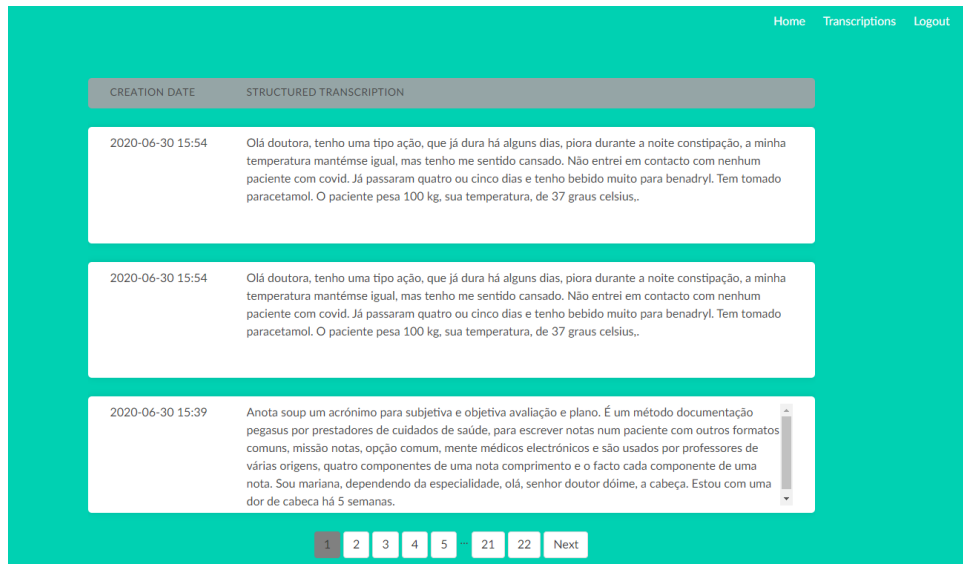 Home Transcriptions Logout
CREATION DATE STRUCTURED TRANSCRIPTION
2020-06-30 15:54 Olá doutora, tenho uma tipo ação, que já dura há alguns dias, piora durante a noite constipação, a minha
temperatura mantémse igual, mas tenho me sentido cansado. Não entrei em contacto com nenhum
paciente com covid. Já passaram quatro ou cinco dias e tenho bebido muito para benadryl. Tem tomado
paracetamol. O paciente pesa 100 kg, sua temperatura, de 37 graus celsius,.
2020-06-30 15:54 Olá doutora, tenho uma tipo ação, que já dura há alguns dias, piora durante a noite constipação, a minha
temperatura mantémse igual, mas tenho me sentido cansado. Não entrei em contacto com nenhum
paciente com covid. Já passaram quatro ou cinco dias e tenho bebido muito para benadryl. Tem tomado
paracetamol. O paciente pesa 100 kg, sua temperatura, de 37 graus celsius,.
2020-06-30 15:39 Anota soup um acrónimo para subjetiva e objetiva avaliação e plano. É um método documentação
pegasus por prestadores de cuidados de saúde, para escrever notas num paciente com outros formatos
comuns, missão notas, opção comum, mente médicos electrónicos e são usados por professores de
várias origens, quatro componentes de uma nota comprimento e o facto cada componente de uma
nota. Sou mariana, dependendo da especialidade, olá, senhor doutor dóime, a cabeça. Estou com uma
dor de cabeca há 5 semanas.
1 2 3 4 5 ... 21 22 Next